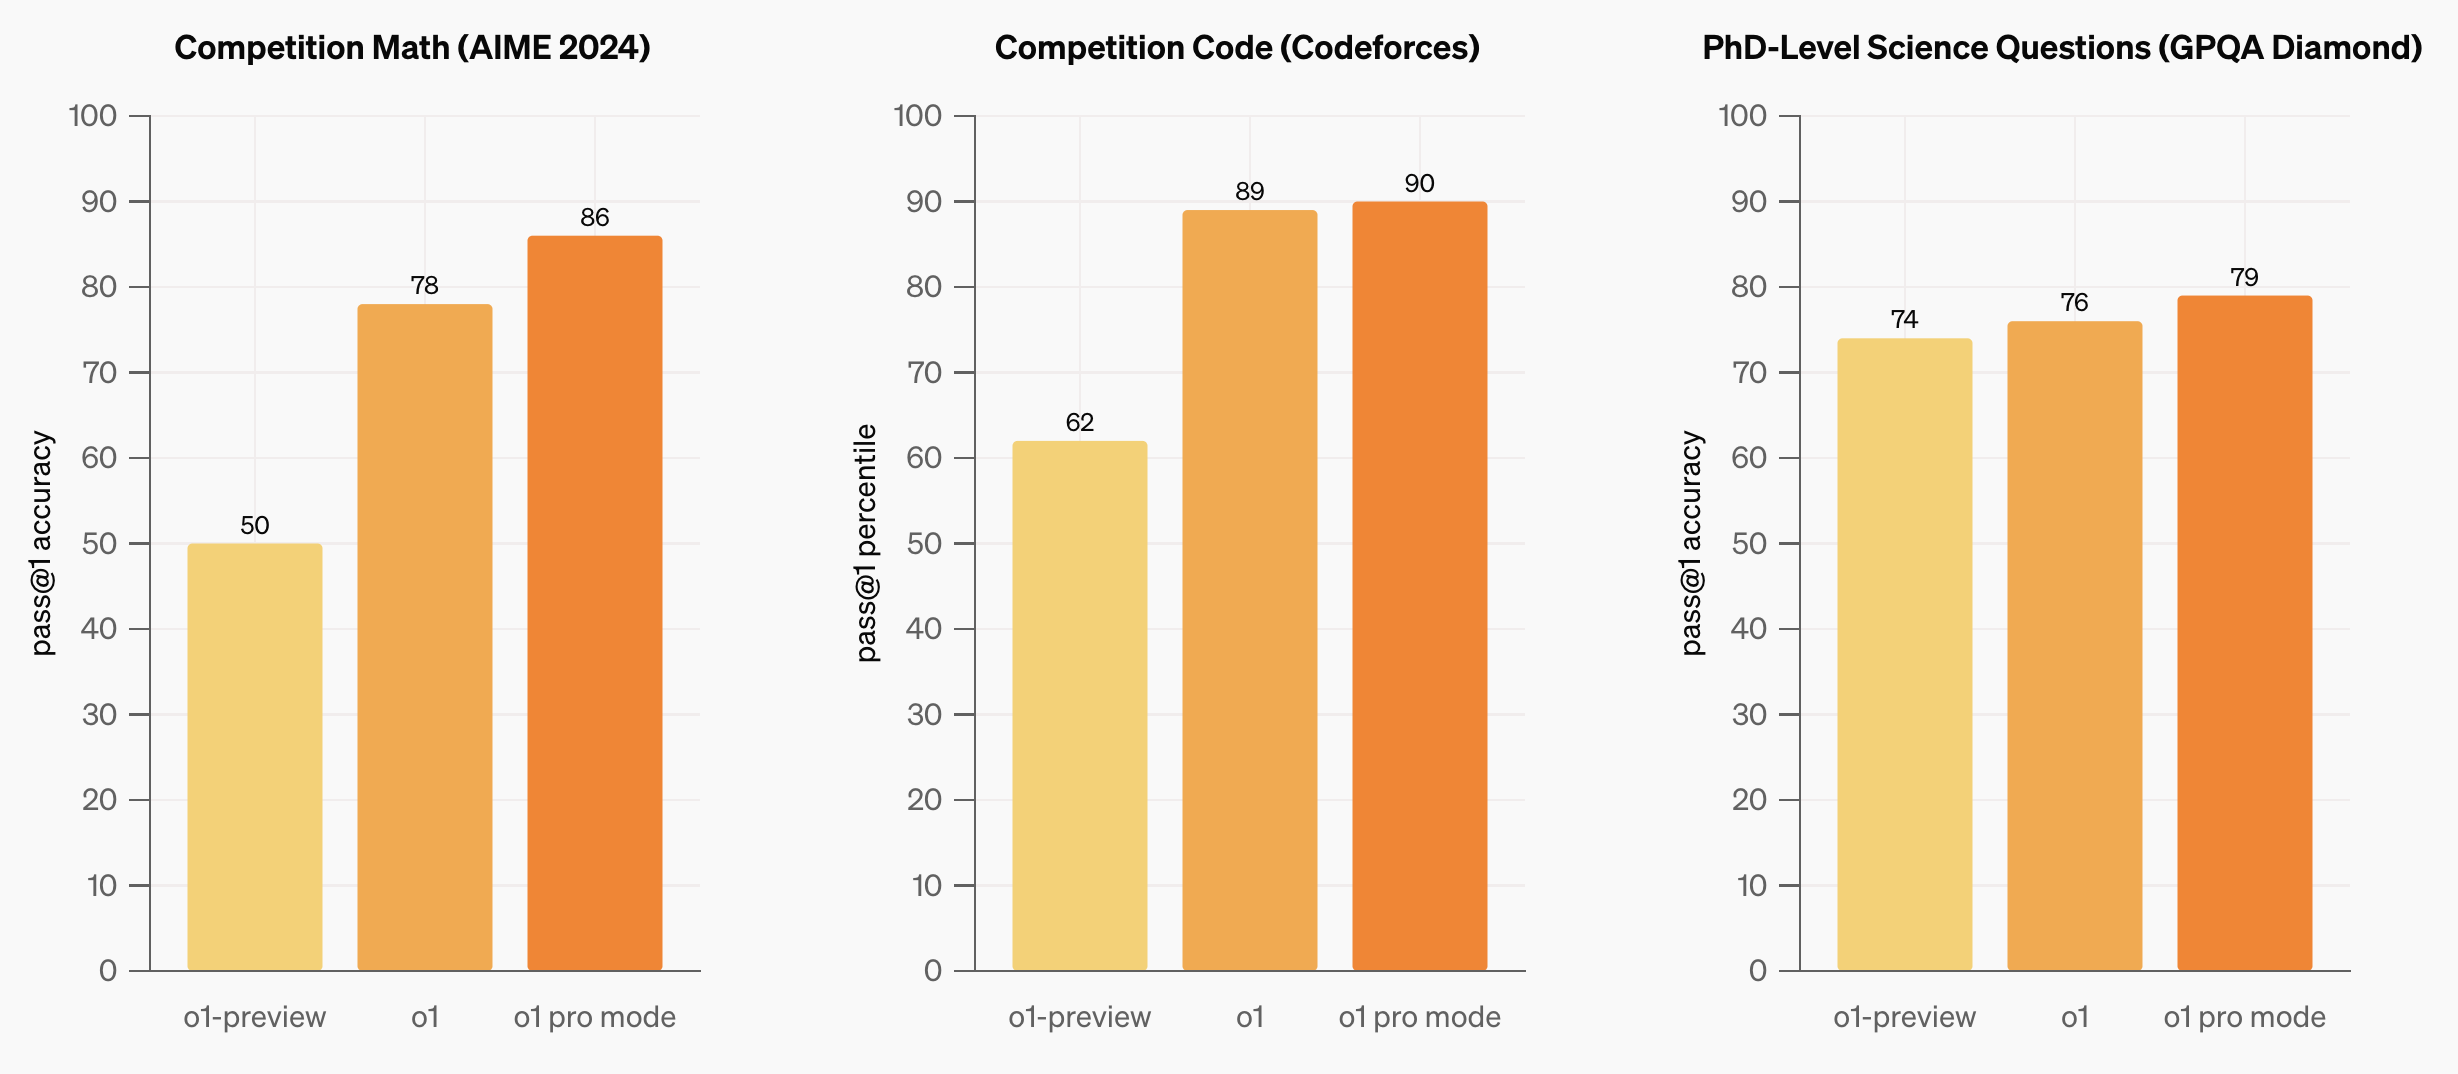 Competition Math (AIME 2024)
pass@1 accuracy
100
90
80
70
60
50
40
30
20
10
0
50
78
86
o1-preview
o1
o1 pro mode
Competition Code (Codeforces)
pass@1 percentile
100
90
80
70
60
50
40
30
20
10
0
62
89
90
o1-preview
o1
o1 pro mode
PhD-Level Science Questions (GPQA Diamond)
pass@1 accuracy
100
90
80
70
60
50
40
30
20
10
0
74
76
79
o1-preview
o1
o1 pro mode